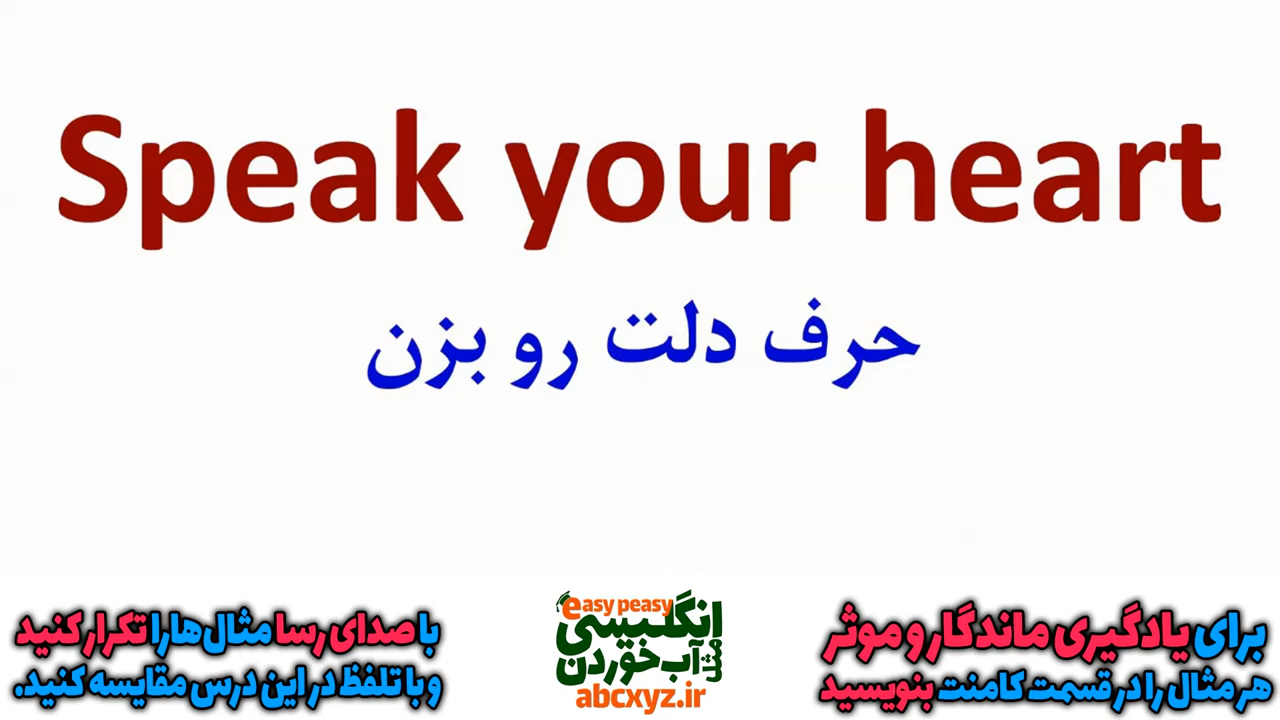 Speak your heart
حرف دلت رو بزن
برای یادگیری ماندگار و موثر
هر مثال را در قسمت کامنت بنویسید
easy peasy
انگلیسی
مثل آب خوردن
abcxyz.ir
با صدای رسا مثال‌ها را تکرار کنید
و با تلفظ در این درس مقایسه کنید.